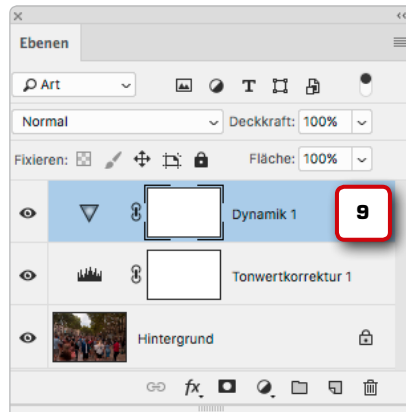 Ebenen
Art
Normal Deckkraft: 100%
Fixieren: Fläche: 100%
Dynamik 1 9
Tonwertkorrektur 1
Hintergrund
fx